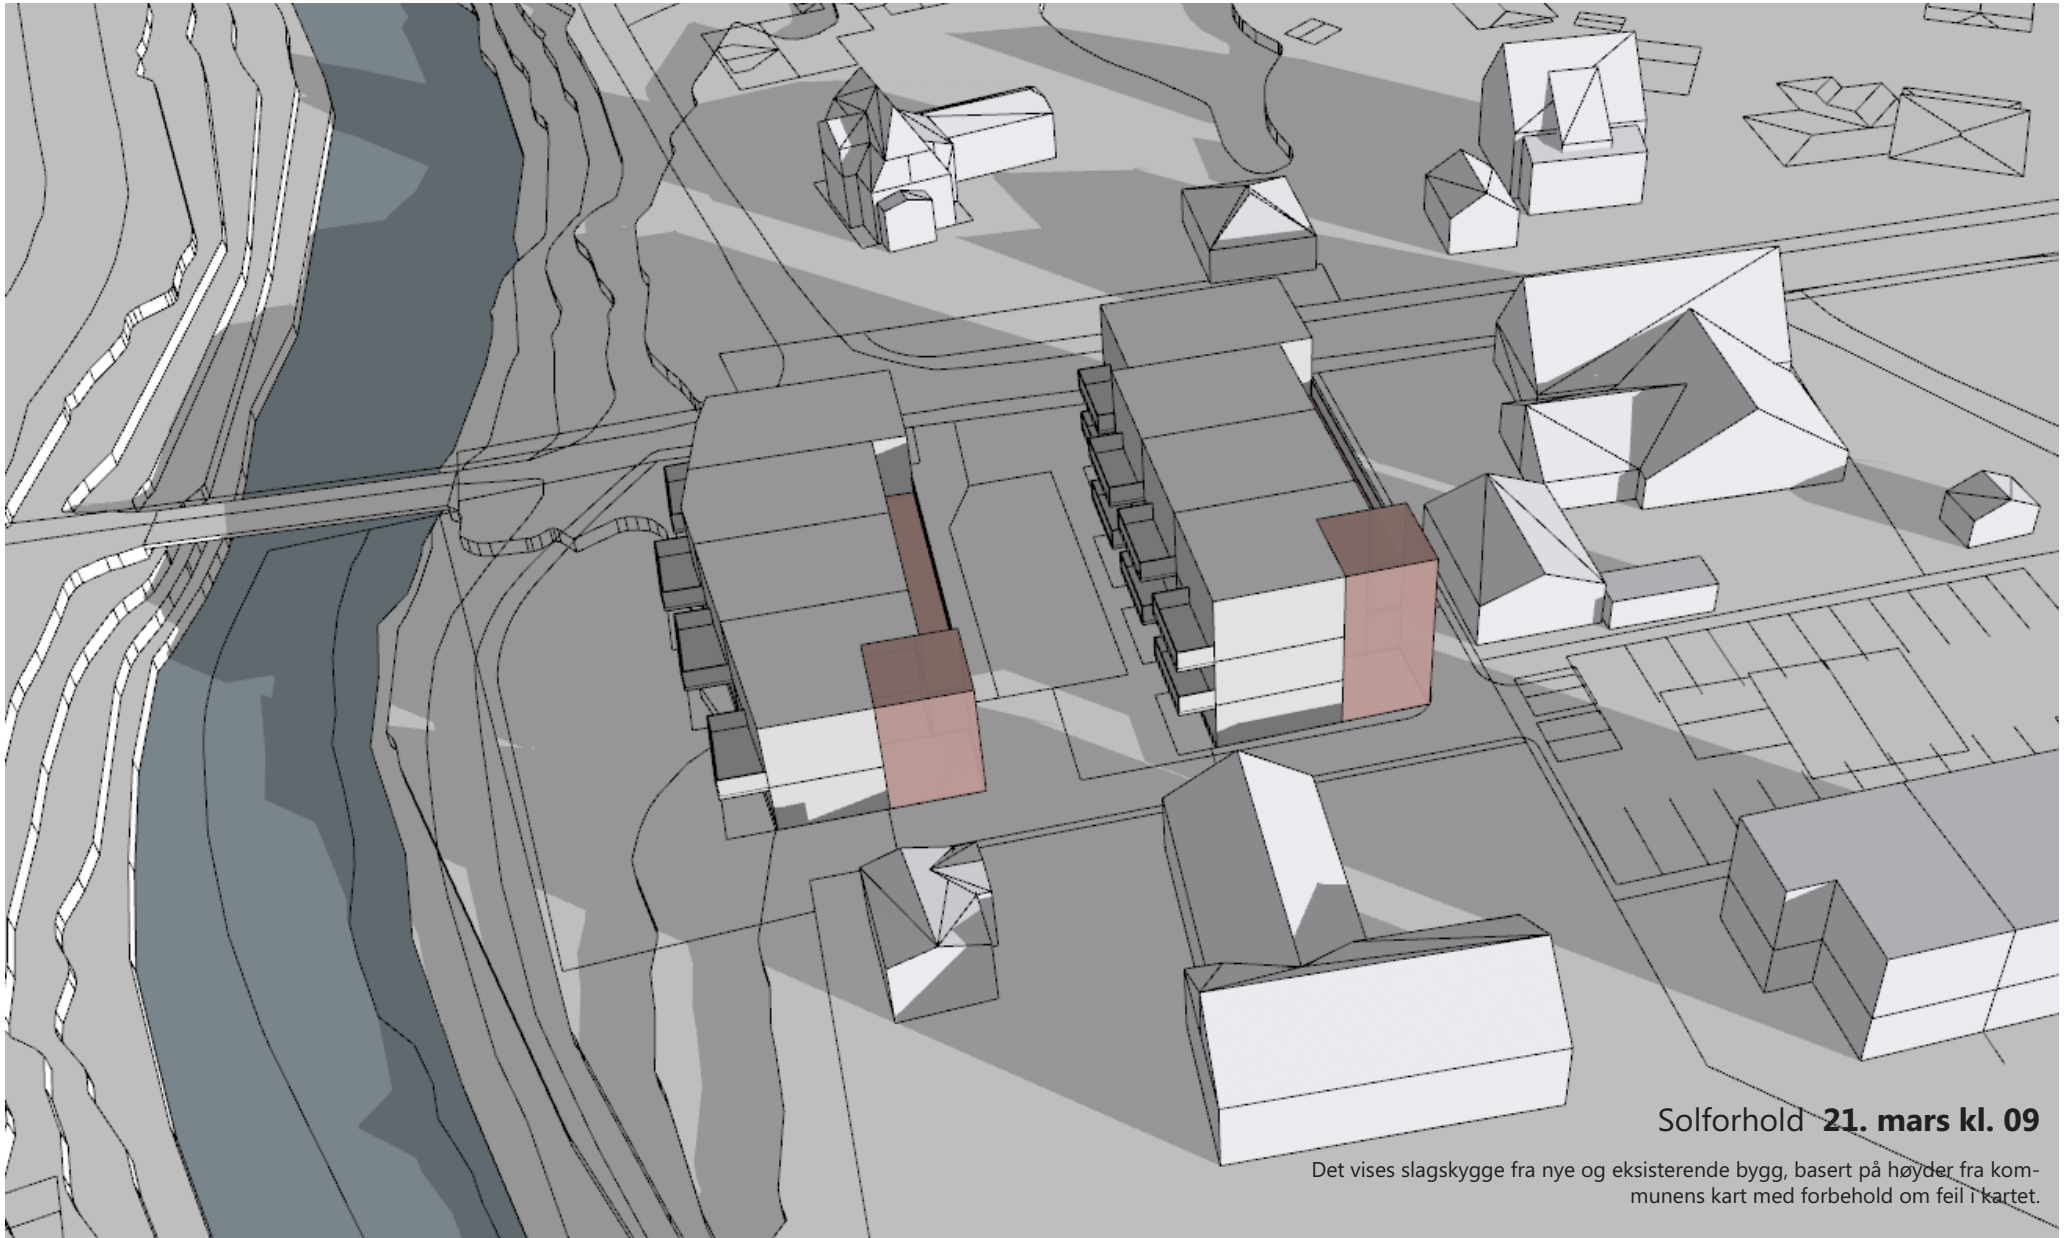 Solforhold 21. mars kl. 09
Det vises slagskygge fra nye og eksisterende bygg, basert på høyder fra kom-
munens kart med forbehold om feil i kartet.